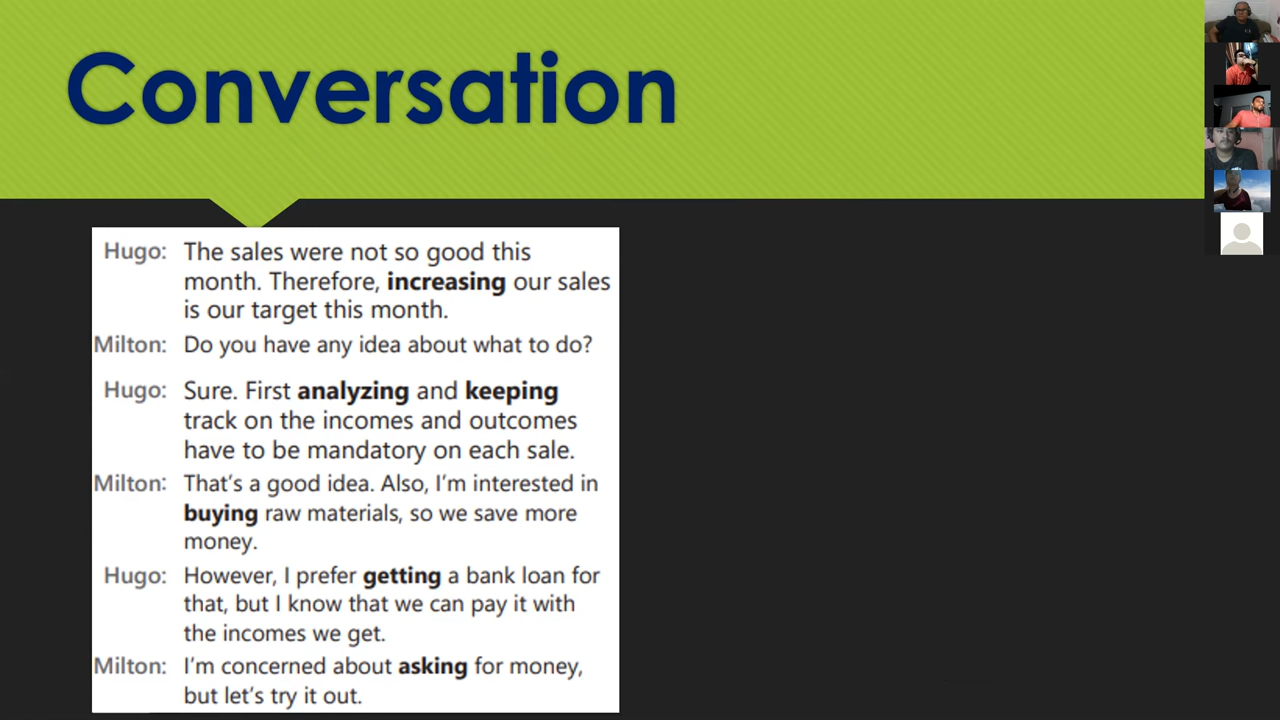 Conversation
Hugo: The sales were not so good this
month. Therefore, increasing our sales
is our target this month.
Milton: Do you have any idea about what to do?
Hugo: Sure. First analyzing and keeping
track on the incomes and outcomes
have to be mandatory on each sale.
Milton: That's a good idea. Also, I'm interested in
buying raw materials, so we save more
money.
Hugo: However, I prefer getting a bank loan for
that, but I know that we can pay it with
the incomes we get.
Milton: I'm concerned about asking for money,
but let's try it out.